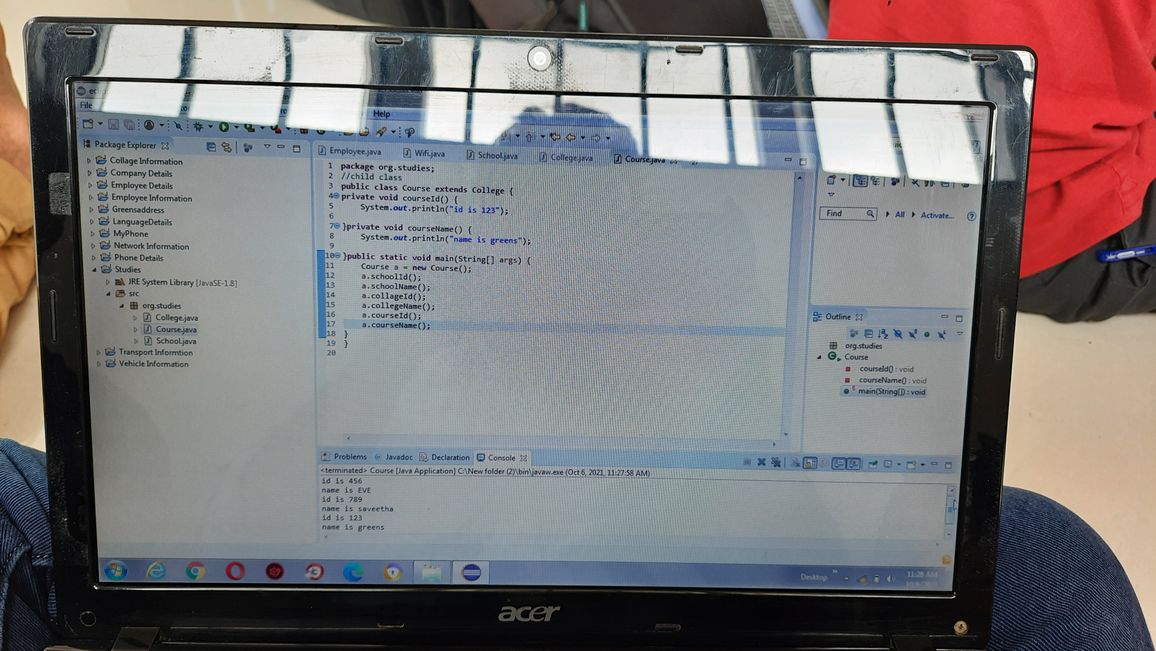 File
Help
Package Explorer
Collage Information
Company Details
Employee Details
Employee Information
Greensaddress
LanguageDetails
MyPhone
Network Information
Phone Details
Studies
JRE System Library [JavaSE-1.8]
src
org.studies
College.java
Course.java
School.java
Transport Informtion
Vehicle Information
Employee.java
Wifi.java
School.java
College.java
Course.java
1 package org.studies;
2 //child class
3 public class Course extends College {
4 private void courseId() {
5 System.out.println("id is 123");
6
7 }private void courseName() {
8 System.out.println("name is greens");
9
10 }public static void main(String[] args) {
11 Course a = new Course();
12 a.schoolId();
13 a.schoolName();
14 a.collageId();
15 a.collegeName();
16 a.courseId();
17 a.courseName();
18 }
19 }
20
Find
All
Activate...
Outline
org.studies
Course
courseId() : void
courseName() : void
main(String[]) : void
Problems
Javadoc
Declaration
Console
<terminated> Course [Java Application] C:\New folder (2)\bin\javaw.exe (Oct 6, 2021, 11:27:58 AM)
id is 456
name is EVE
id is 789
name is saveetha
id is 123
name is greens
Desktop
11:28 AM
acer